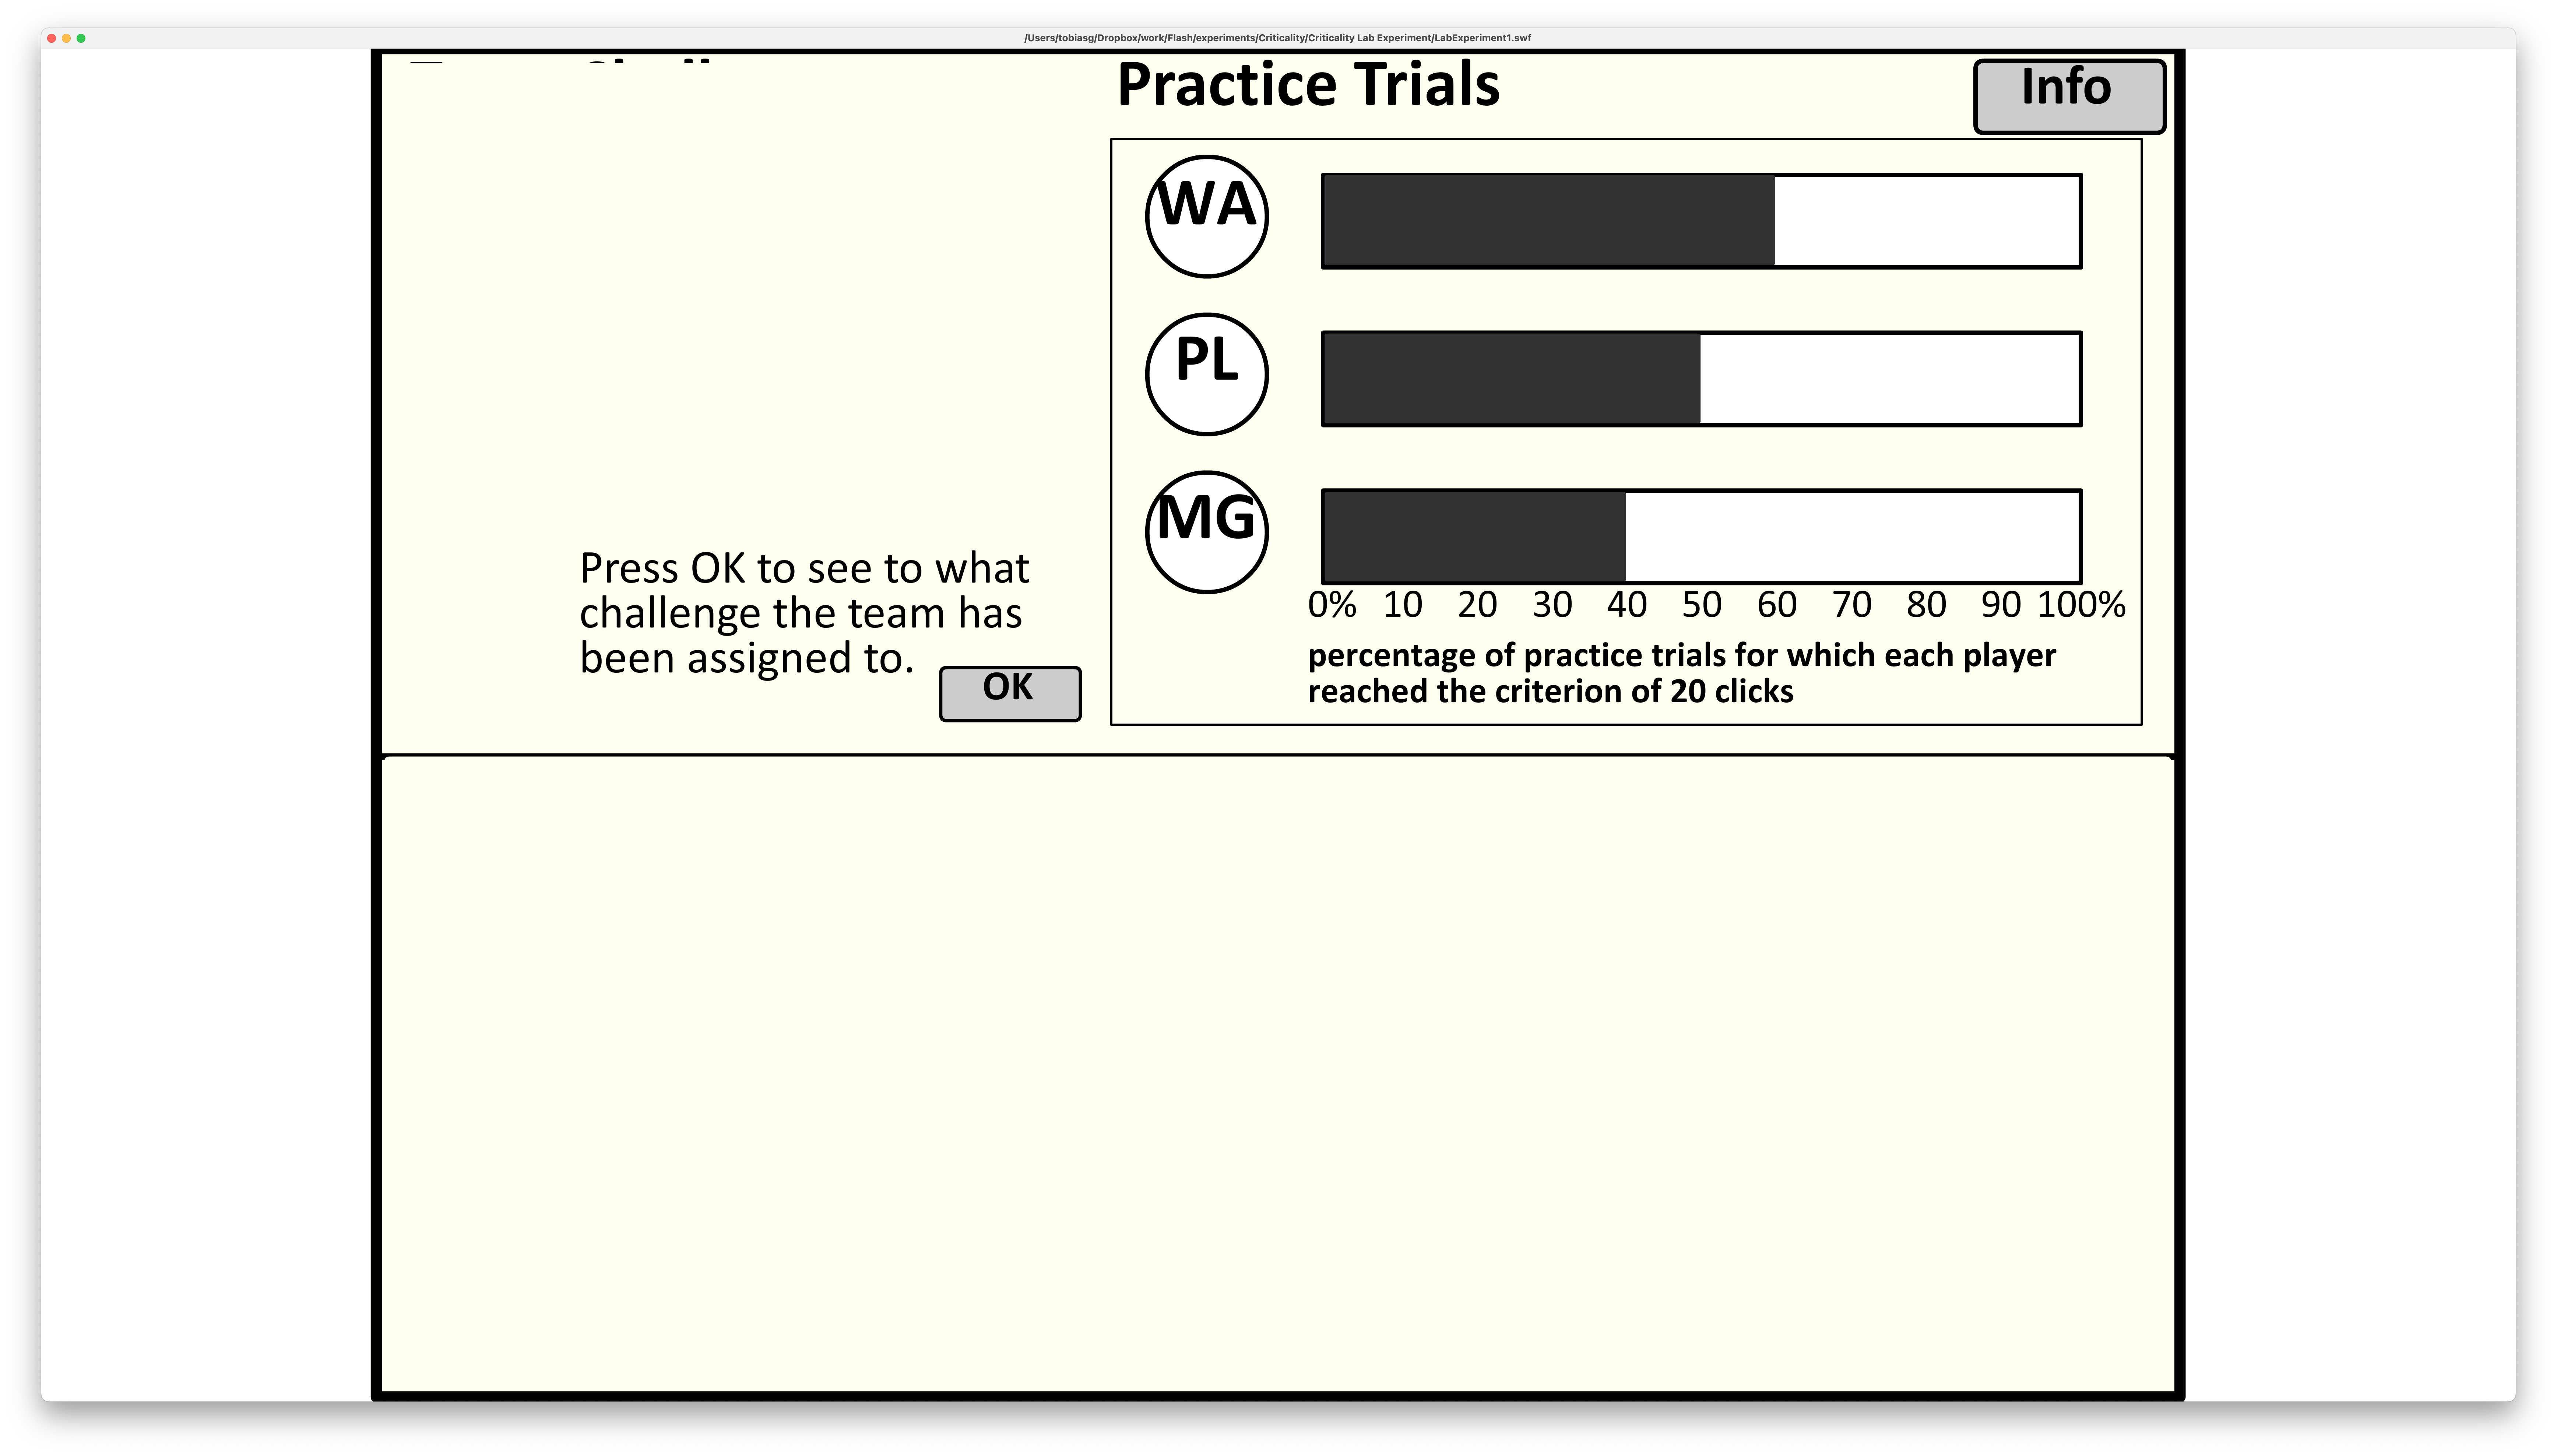 /Users/tobiasg/Dropbox/work/Flash/experiments/Criticality/Criticality Lab Experiment/LabExperiment1.swf
Practice Trials
Info
WA
PL
MG
0% 10 20 30 40 50 60 70 80 90 100%
percentage of practice trials for which each player
reached the criterion of 20 clicks
Press OK to see to what
challenge the team has
been assigned to.
OK